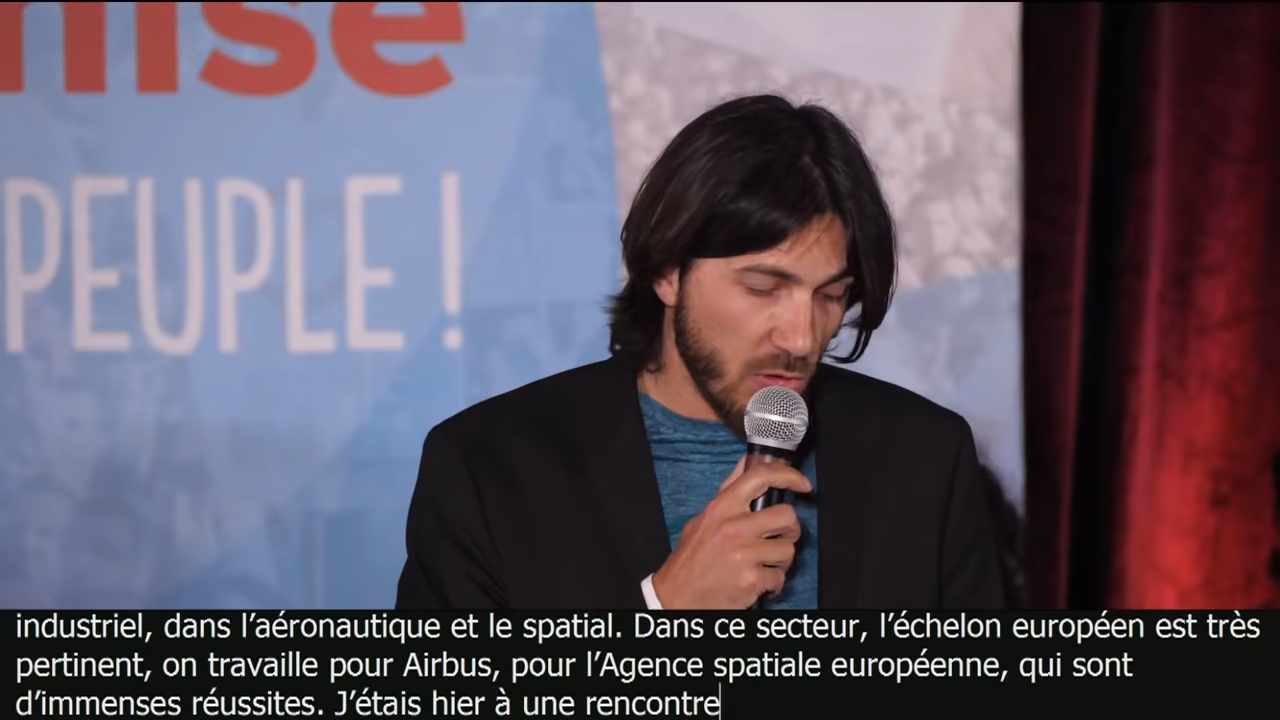 nise
PEUPLE !
industriel, dans l’aéronautique et le spatial. Dans ce secteur, l’échelon européen est très
pertinent, on travaille pour Airbus, pour l’Agence spatiale européenne, qui sont
d’immenses réussites. J’étais hier à une rencontre